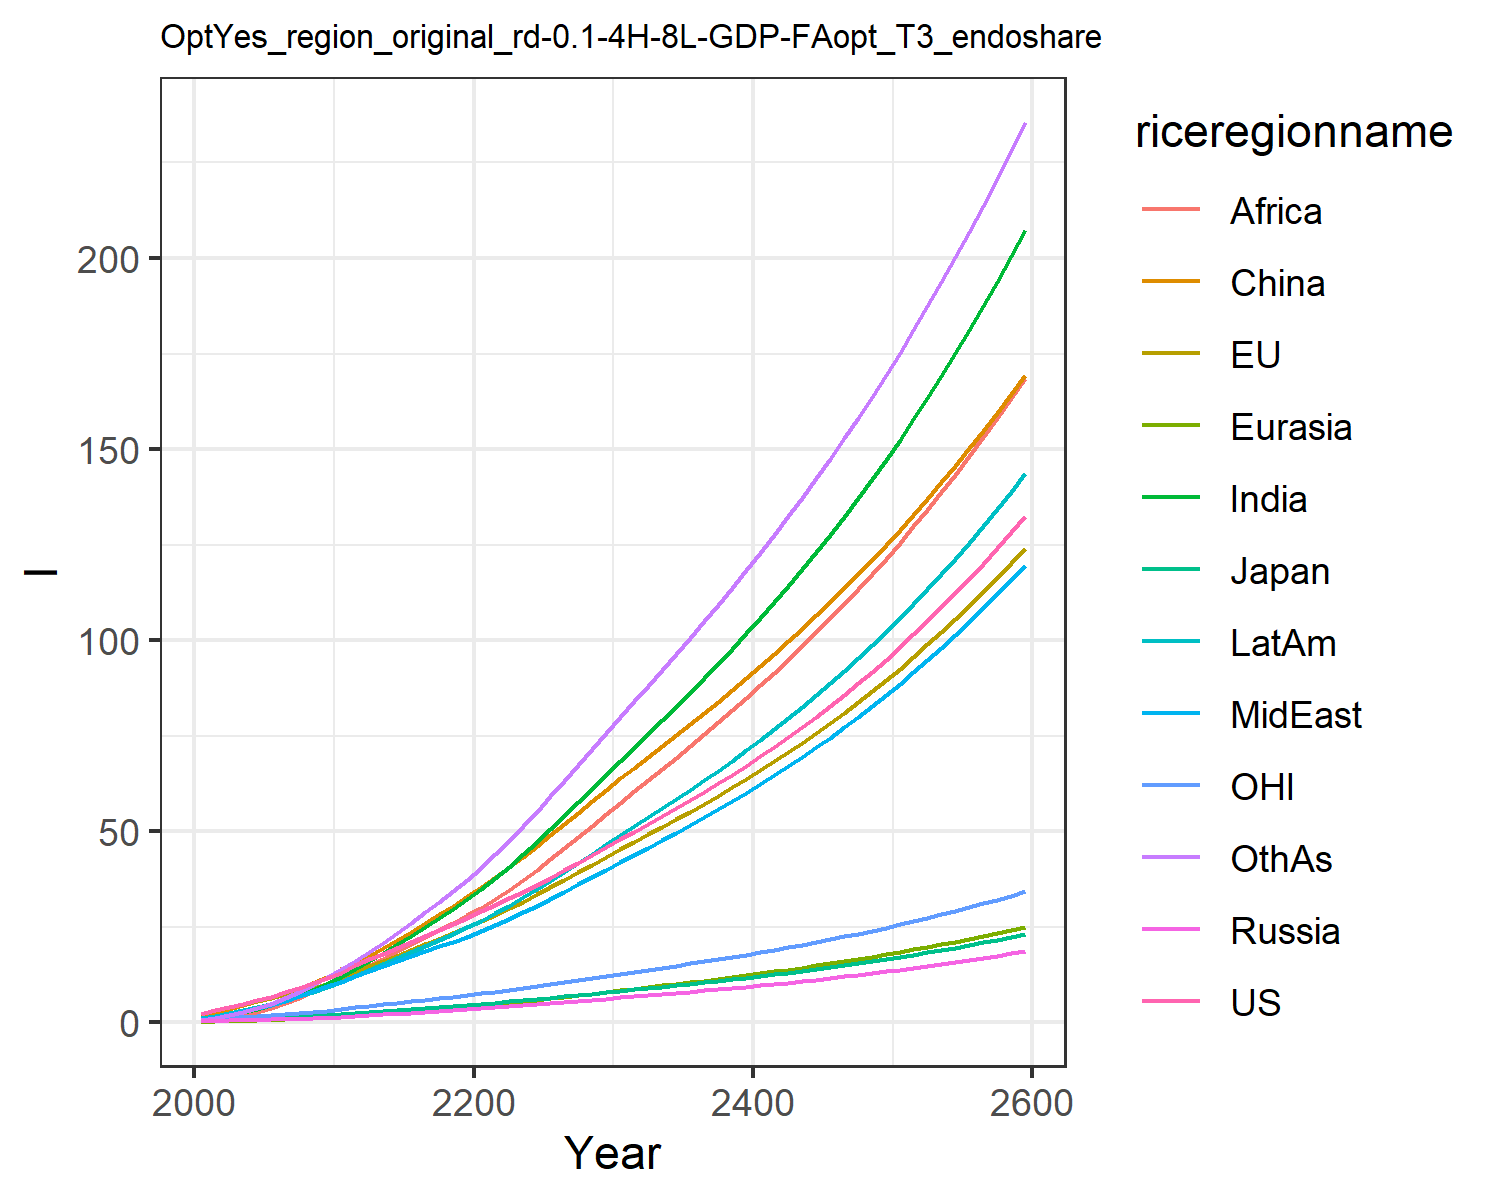 OptYes_region_original_rd-0.1-4H-8L-GDP-FAopt_T3_endoshare
riceregionname
Africa
China
EU
Eurasia
India
Japan
LatAm
MidEast
OHI
OthAs
Russia
US
200
150
100
50
0
I
2000 2200 2400 2600
Year